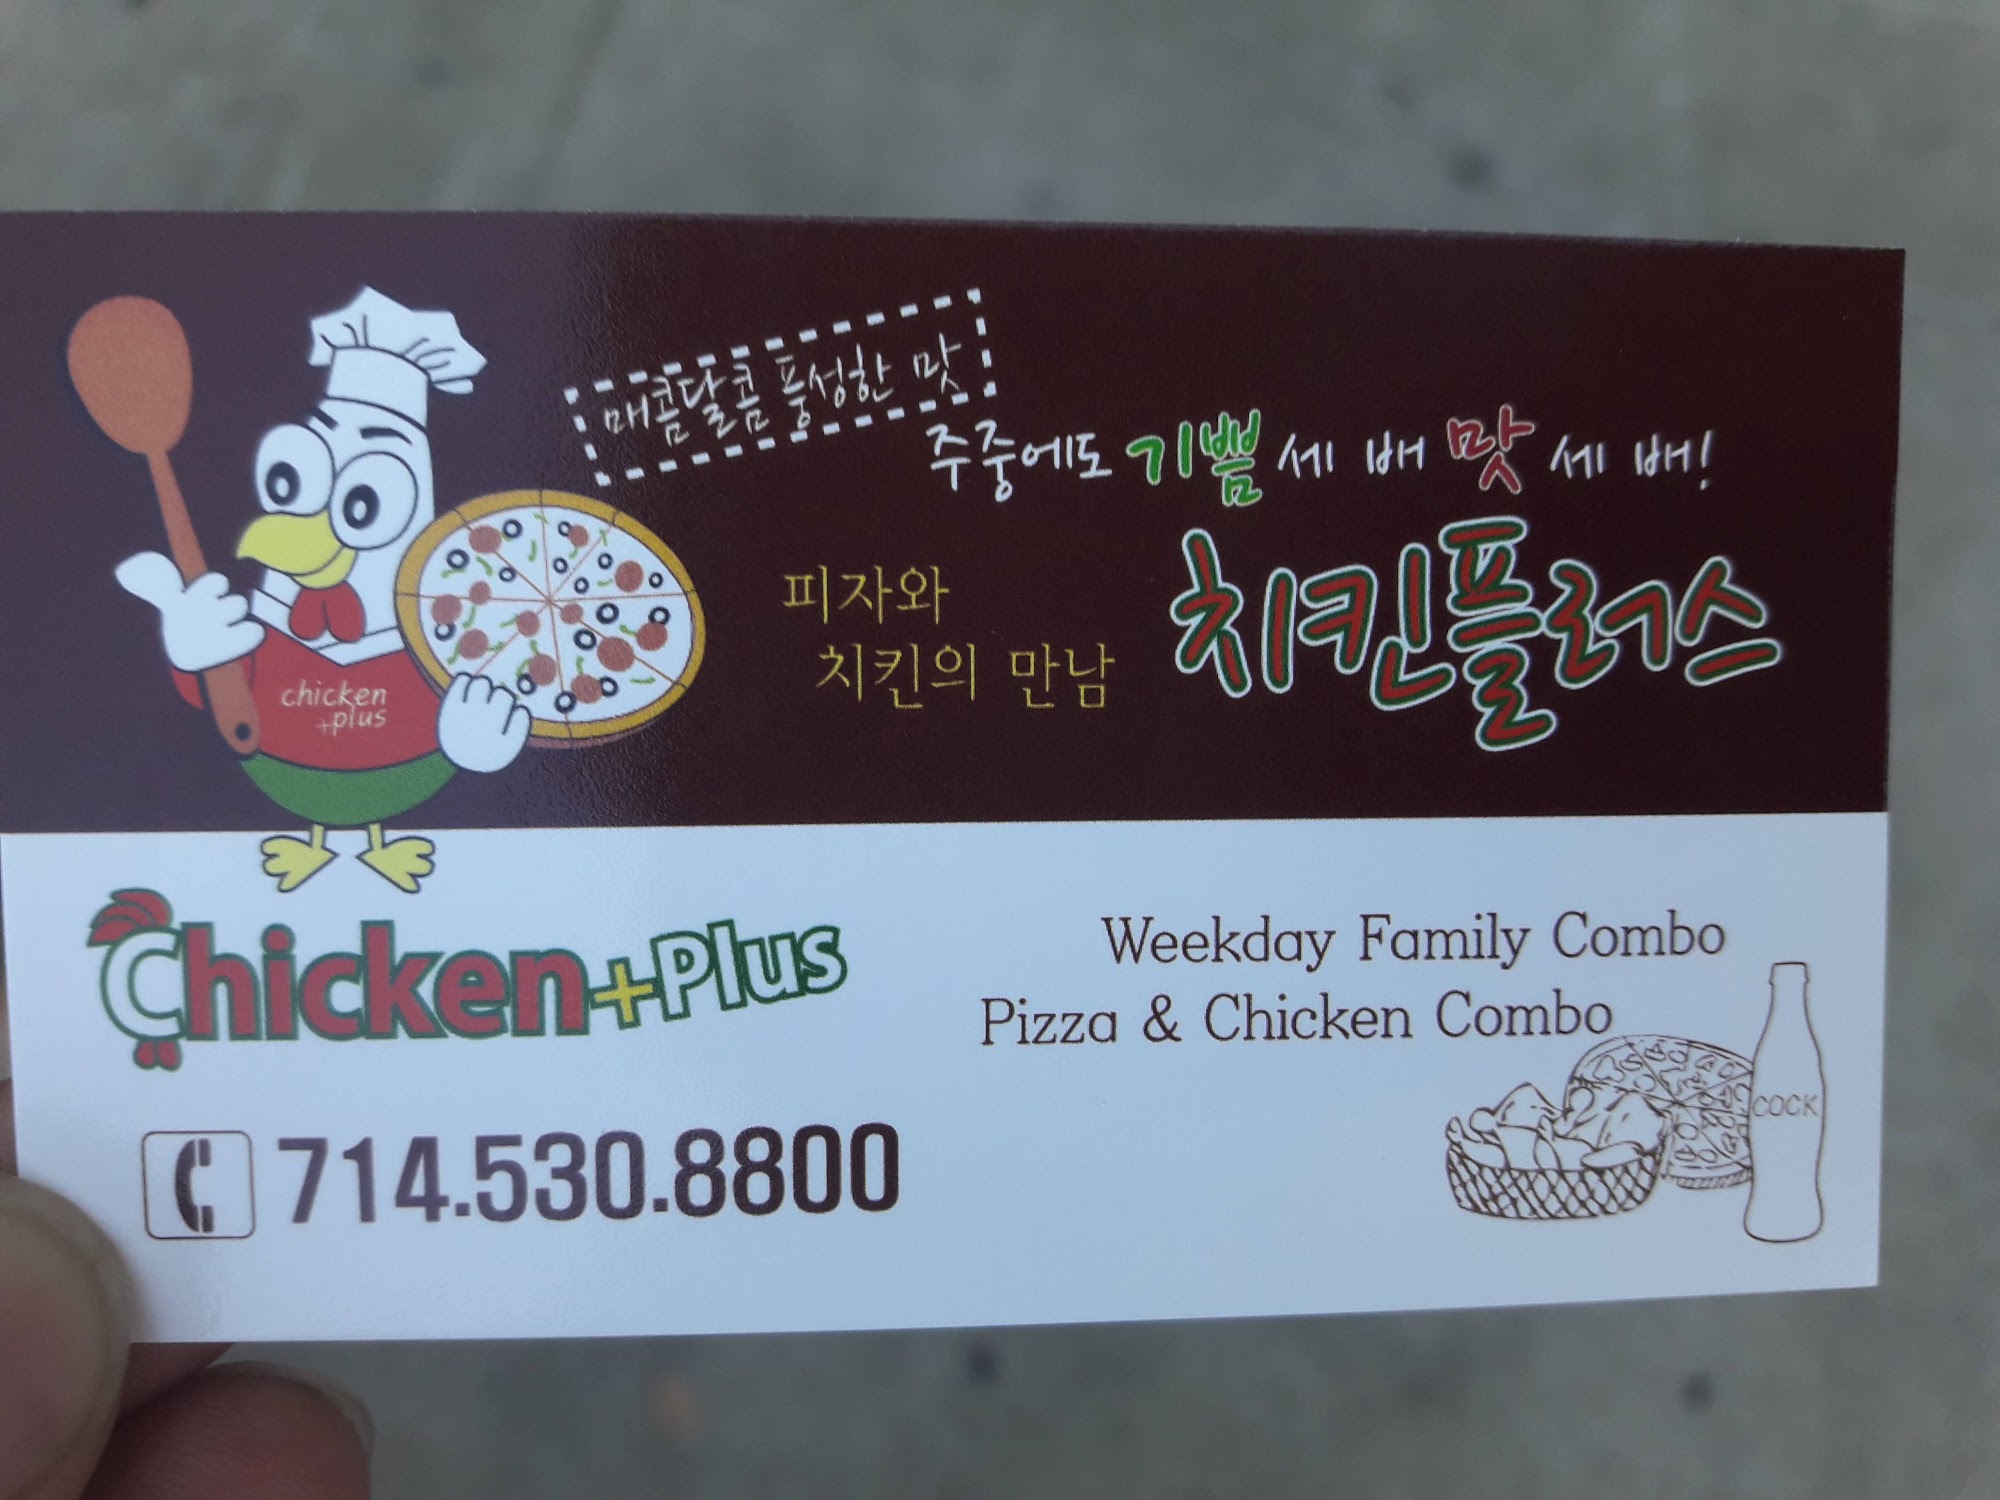 매콤달콤 풍성한 맛
주중에도 기쁨 세 배 맛 세 배!
피자와
치킨의 만남
치킨플러스
chicken
+plus
Chicken+Plus
Weekday Family Combo
Pizza & Chicken Combo
COCK
714.530.8800